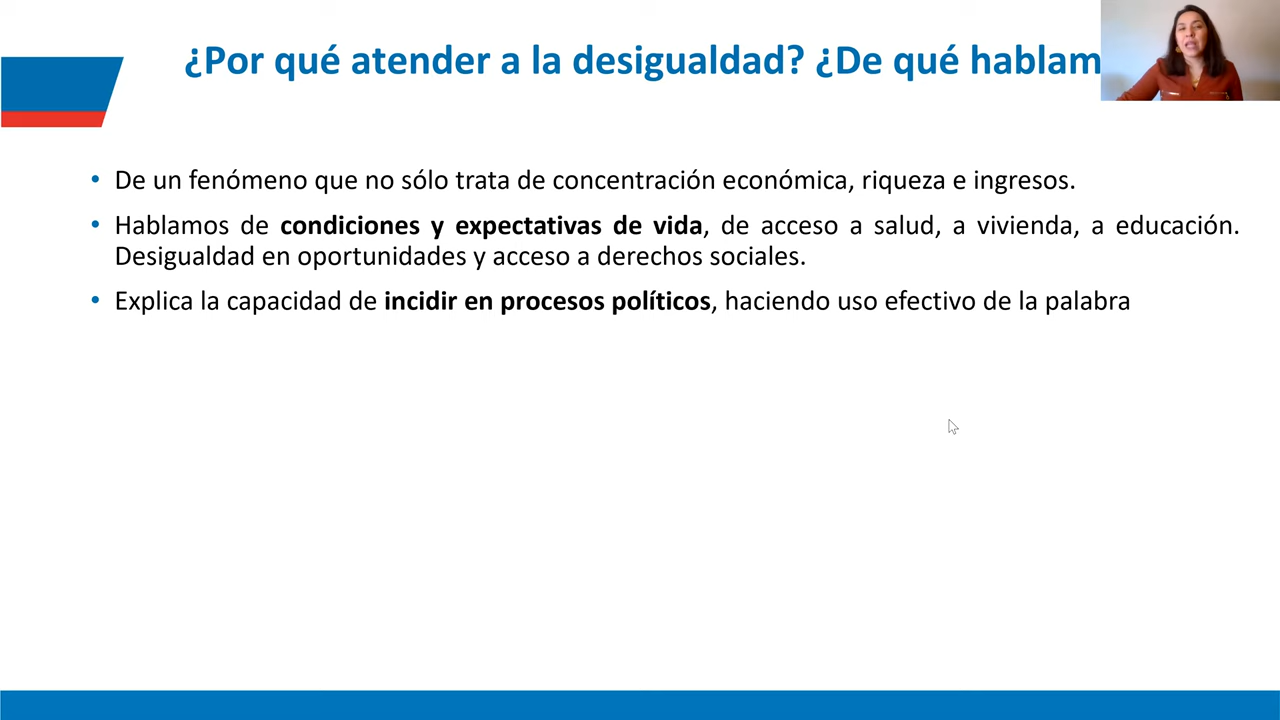 ¿Por qué atender a la desigualdad? ¿De qué hablam
• De un fenómeno que no sólo trata de concentración económica, riqueza e ingresos.
• Hablamos de condiciones y expectativas de vida, de acceso a salud, a vivienda, a educación.
Desigualdad en oportunidades y acceso a derechos sociales.
• Explica la capacidad de incidir en procesos políticos, haciendo uso efectivo de la palabra